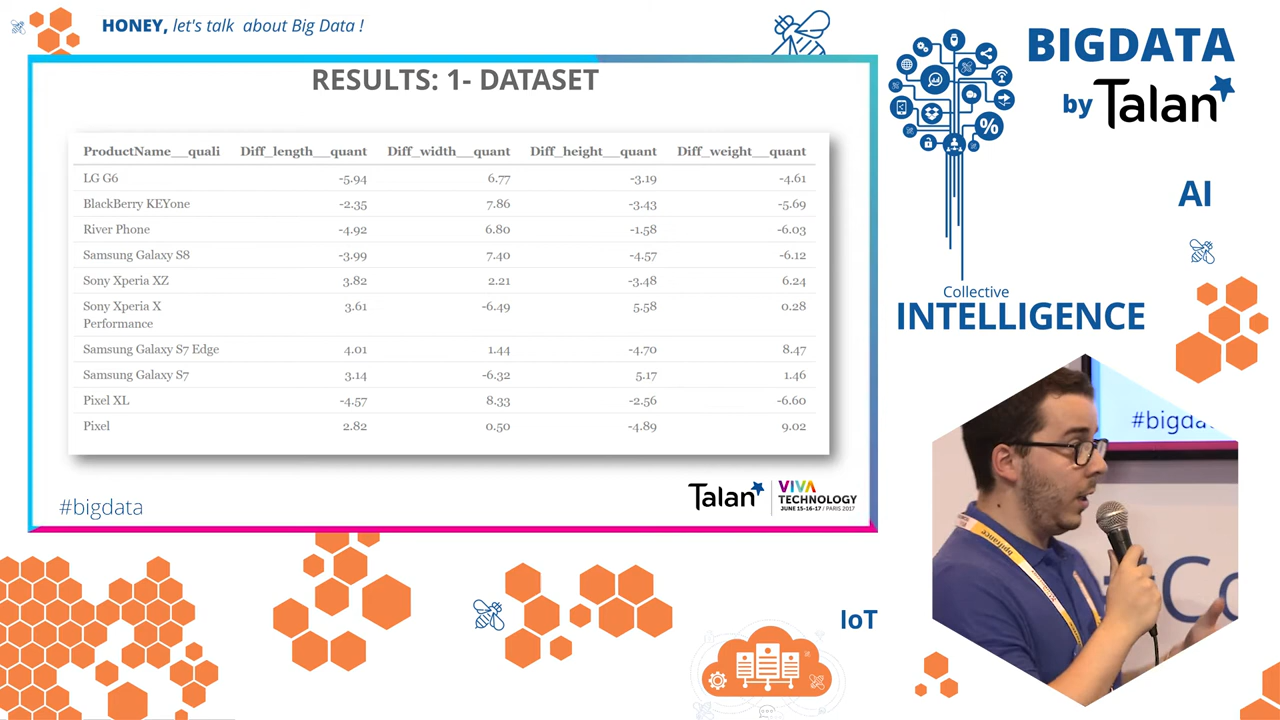 HONEY, let's talk about Big Data !
RESULTS: 1- DATASET
ProductName__quali Diff_length__quant Diff_width__quant Diff_height__quant Diff_weight__quant
LG G6 -5.94 6.77 -3.19 -4.61
BlackBerry KEYone -2.35 7.86 -3.43 -5.69
River Phone -4.92 6.80 -1.58 -6.03
Samsung Galaxy S8 -3.99 7.40 -4.57 -6.12
Sony Xperia XZ 3.82 2.21 -3.48 6.24
Sony Xperia X 3.61 -6.49 5.58 0.28
Performance
Samsung Galaxy S7 Edge 4.01 1.44 -4.70 8.47
Samsung Galaxy S7 3.14 -6.32 5.17 1.46
Pixel XL -4.57 8.33 -2.56 -6.60
Pixel 2.82 0.50 -4.89 9.02
#bigdata
Talan
VIVA
TECHNOLOGY
JUNE 15-16-17 / PARIS 2017
BIGDATA
by Talan
%
AI
Collective
INTELLIGENCE
#bigda
bpifrance
IoT